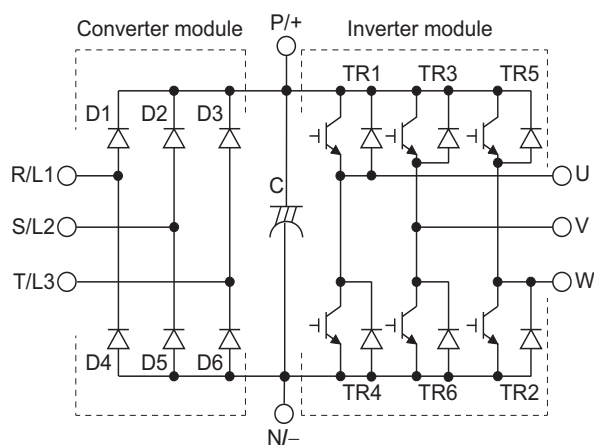 P/+
Converter module
Inverter module
TR1
TR3
TR5
D1
D2
D3
R/L1
C
U
S/L2
V
T/L3
W
D4
D5
D6
TR4
TR6
TR2
N/−